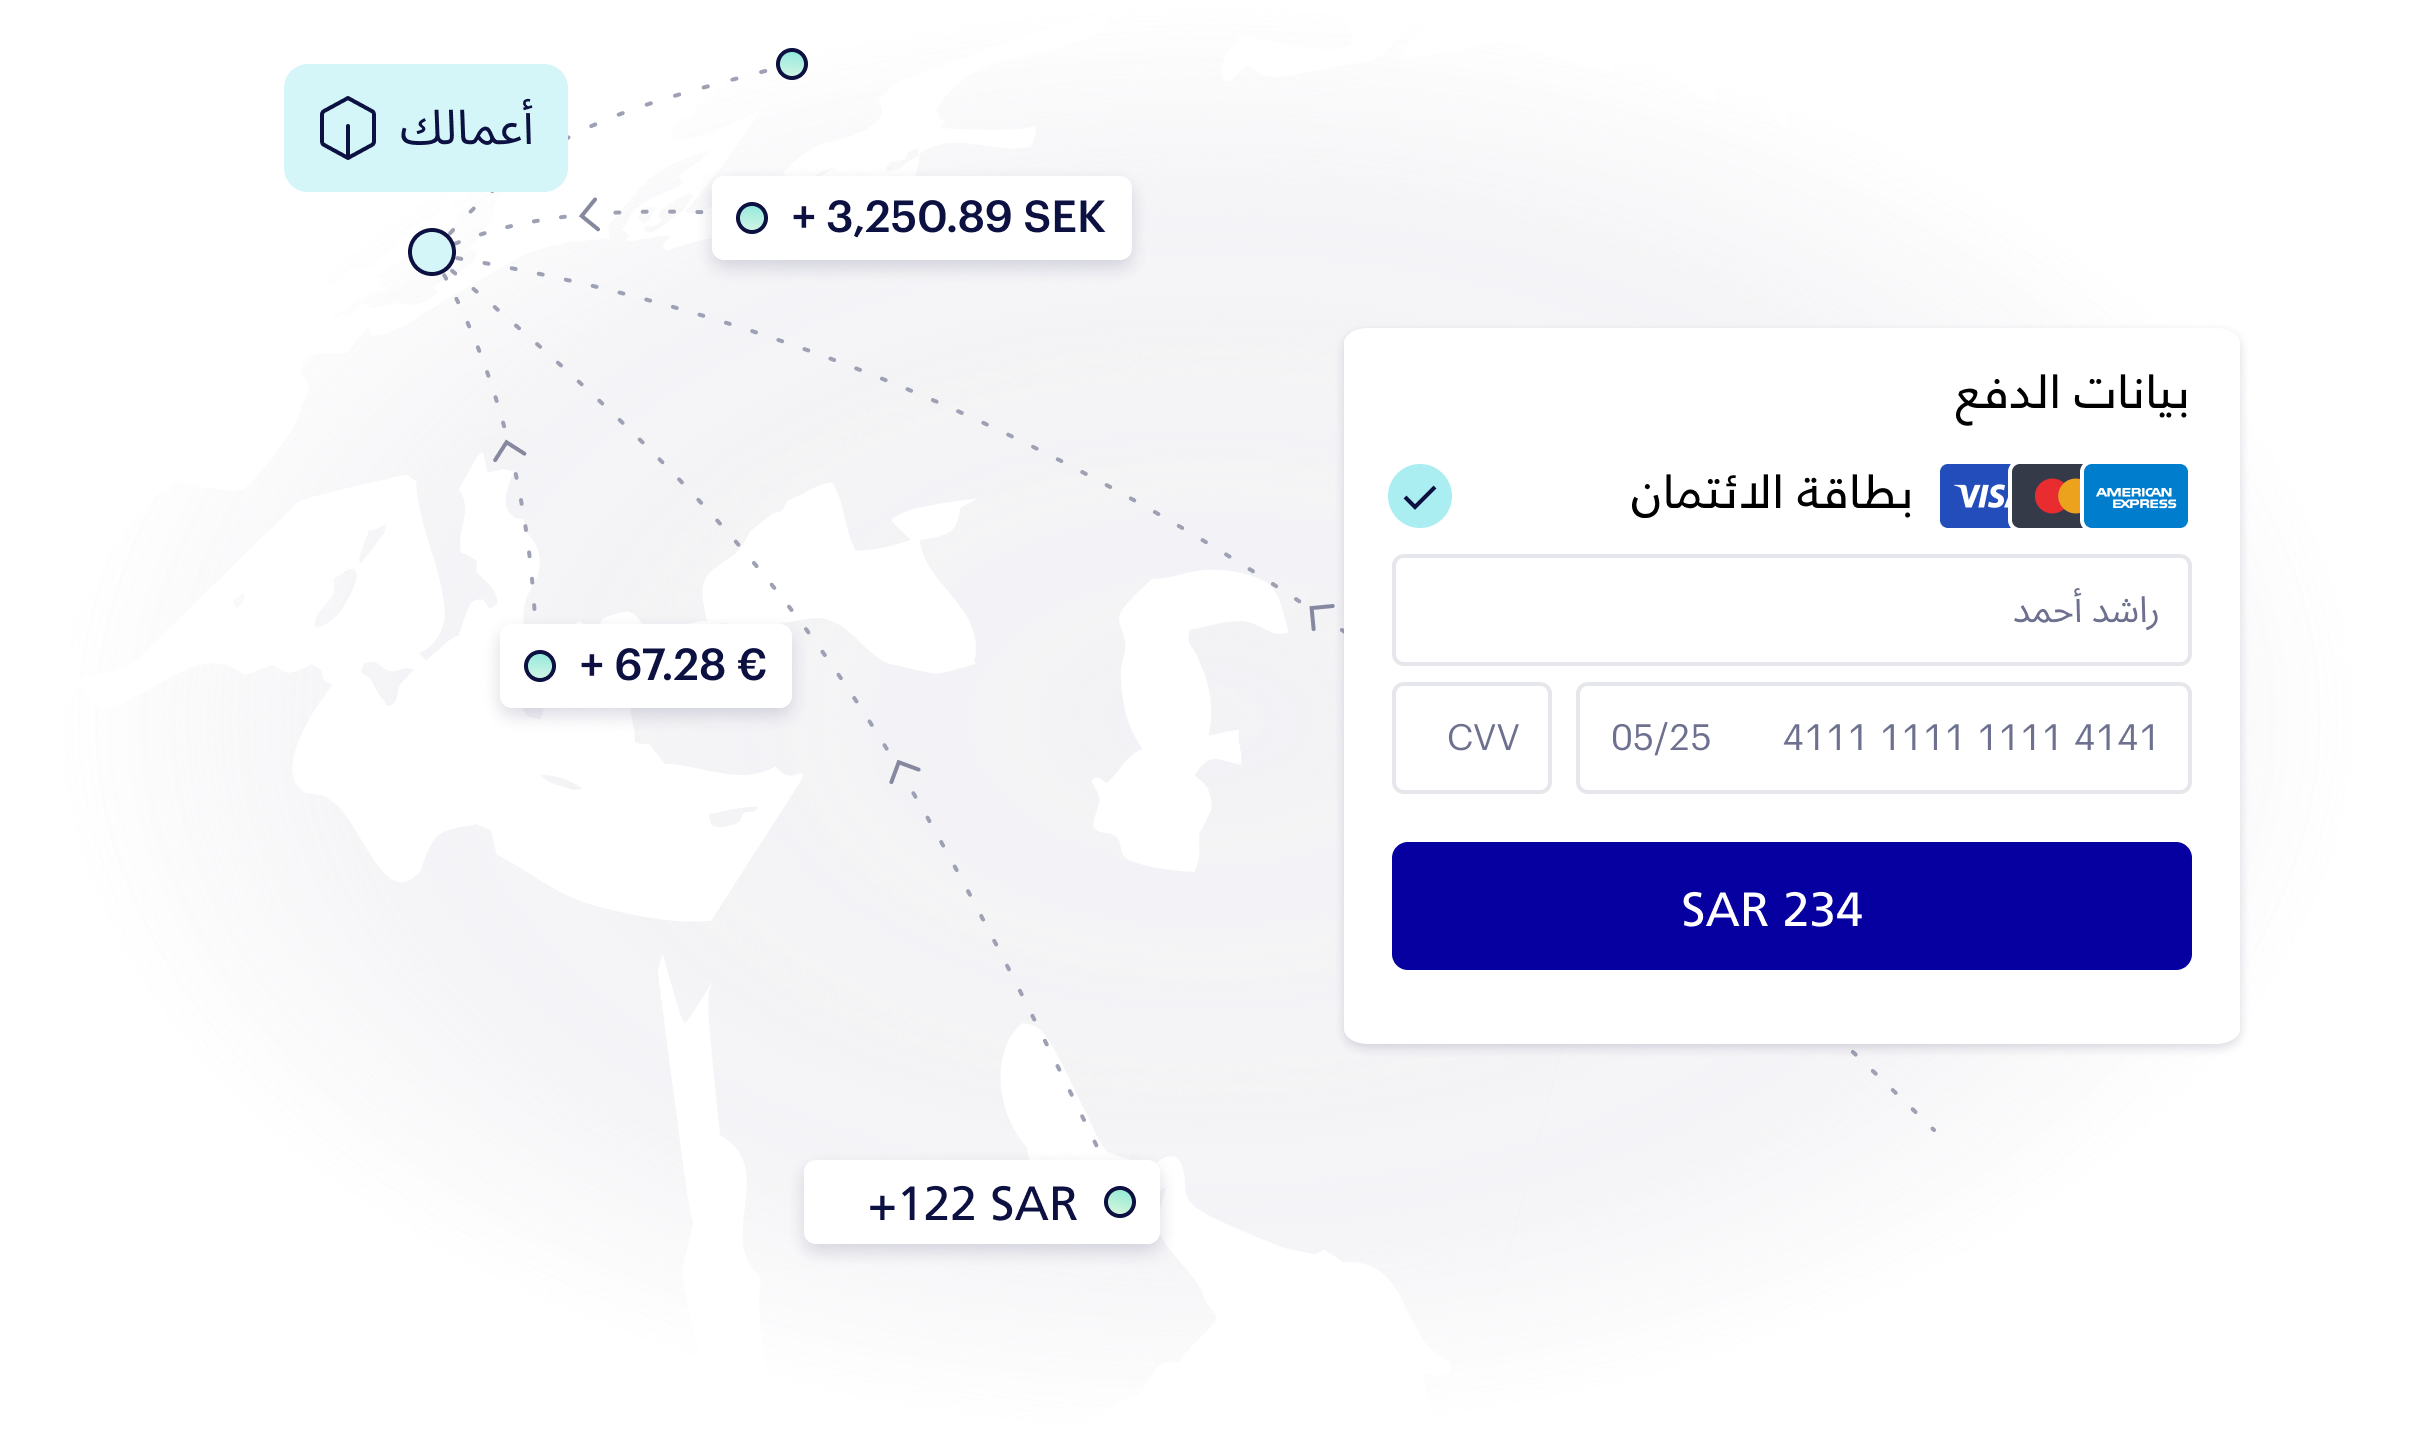 أعمالك
+ 3,250.89 SEK
بيانات الدفع
VISA AMERICAN EXPRESS بطاقة الائتمان
راشد أحمد
4111 1111 1111 4141 05/25 CVV
+ 67.28 €
SAR 234
+122 SAR